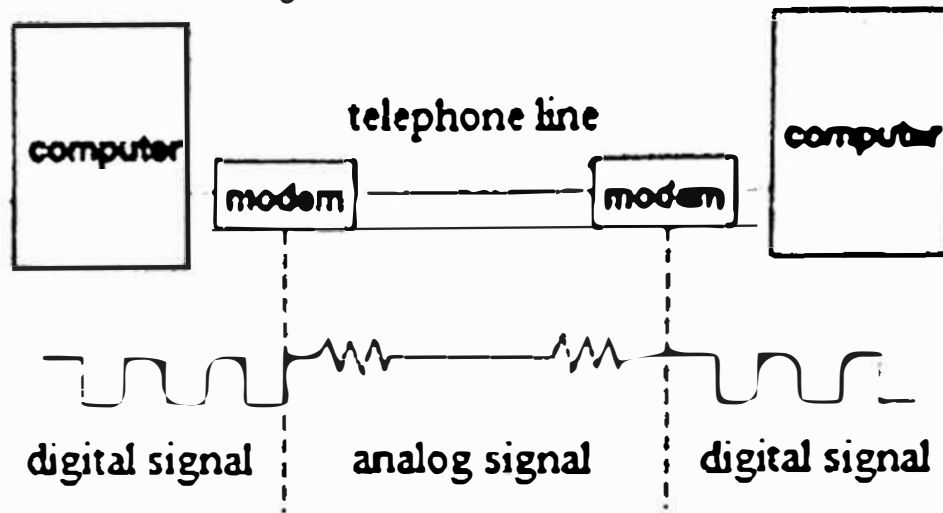 computer
telephone line
computer
modem
modem
digital signal
analog signal
digital signal